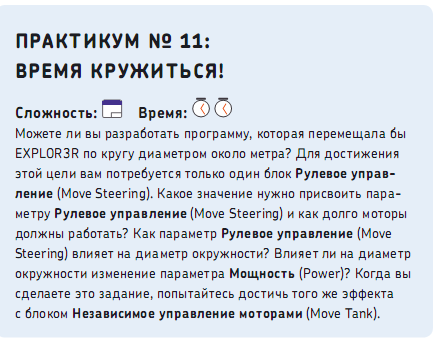 ПРАКТИКУМ № 11:
ВРЕМЯ КРУЖИТЬСЯ!
Сложность: Время:
Можете ли вы разработать программу, которая перемещала бы
EXPLOR3R по кругу диаметром около метра? Для достижения
этой цели вам потребуется только один блок Рулевое управ-
ление (Move Steering). Какое значение нужно присвоить пара-
метру Рулевое управление (Move Steering) и как долго моторы
должны работать? Как параметр Рулевое управление (Move
Steering) влияет на диаметр окружности? Влияет ли на диаметр
окружности изменение параметра Мощность (Power)? Когда вы
сделаете это задание, попытайтесь достичь того же эффекта
с блоком Независимое управление моторами (Move Tank).